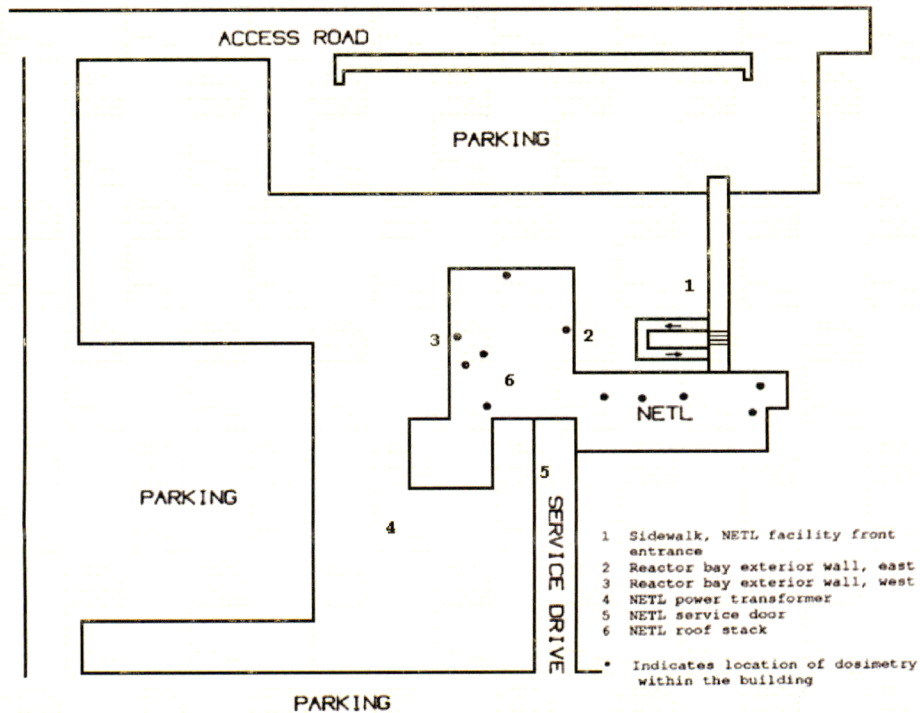 ACCESS ROAD
PARKING
1
3
2
6
NETL
5
PARKING
4
SERVICE DRIVE
1 Sidewalk, NETL facility front
entrance
2 Reactor bay exterior wall, east
3 Reactor bay exterior wall, west
4 NETL power transformer
5 NETL service door
6 NETL roof stack
• Indicates location of dosimetry
within the building
PARKING